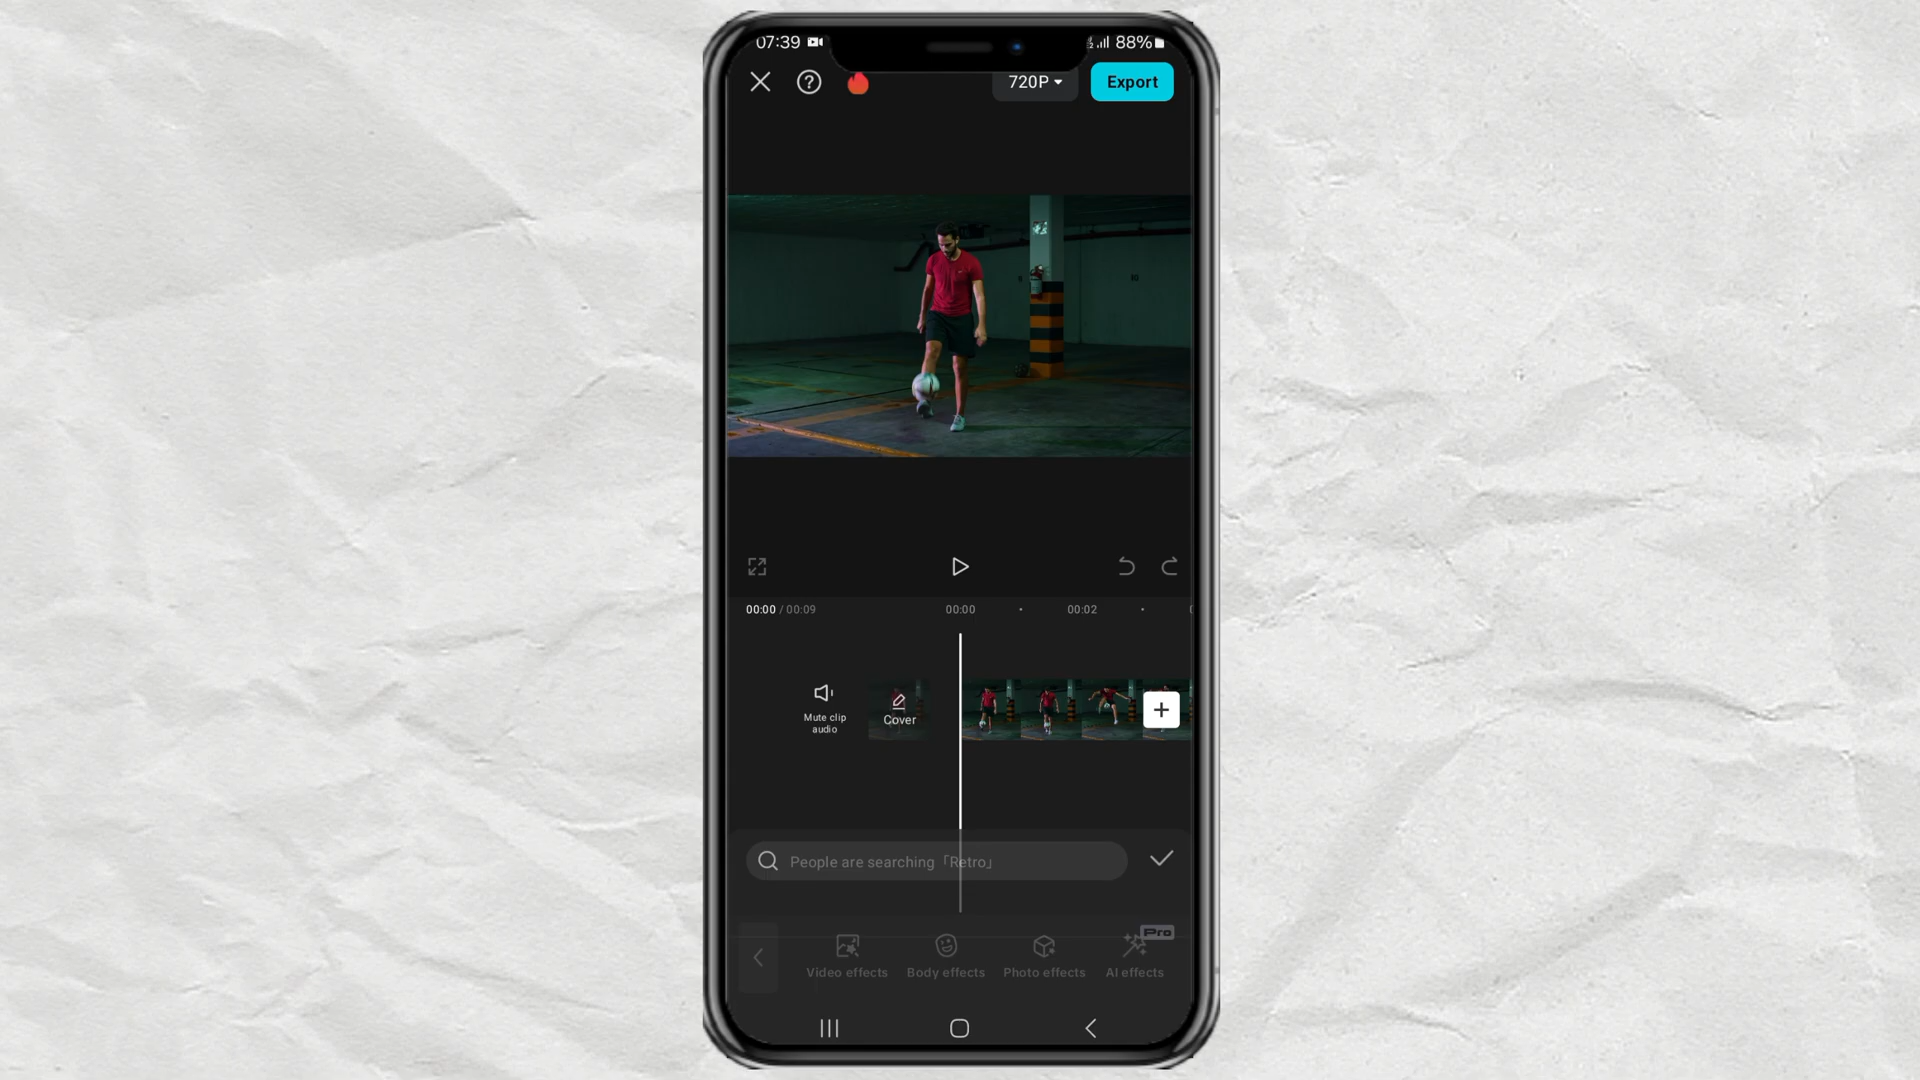 07:39
88%
720P
Export
00:00 / 00:09
00:00
00:02
Mute clip
audio
Cover
People are searching「Retro」
Pro
Video effects
Body effects
Photo effects
AI effects